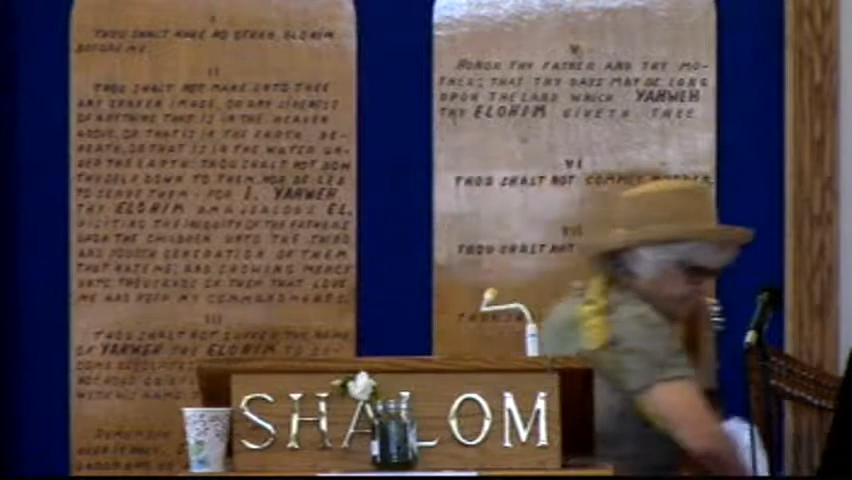 I
THOU SHALT HAVE NO OTHER ELOHIM
BEFORE ME.
II
THOU SHALT NOT MAKE UNTO THEE
ANY GRAVEN IMAGE, OR ANY LIKENESS
OF ANYTHING THAT IS IN THE HEAVEN
ABOVE, OR THAT IS IN THE EARTH BE-
NEATH, OR THAT IS IN THE WATER UN-
DER THE EARTH: THOU SHALT NOT BOW
THYSELF DOWN TO THEM, NOR BE LED
TO SERVE THEM - FOR I, YAHWEH
THY ELOHIM AM A JEALOUS EL,
VISITING THE INIQUITY OF THE FATHERS
UPON THE CHILDREN UNTO THE THIRD
AND FOURTH GENERATION OF THEM
THAT HATE ME; AND SHOWING MERCY
UNTO THOUSANDS OF THEM THAT LOVE
ME AND KEEP MY COMMANDMENTS.
III
THOU SHALT NOT THE NAME
OF YAHWEH THY ELOHIM TO BE-
REMEMBER
V
HONOR THY FATHER AND THY MO-
THER; THAT THY DAYS MAY BE LONG
UPON THE LAND WHICH YAHWEH
THY ELOHIM GIVETH THEE
VI
THOU SHALT NOT COMMIT MURDER
VII
THOU SHALT NOT
THOU
SHALOM